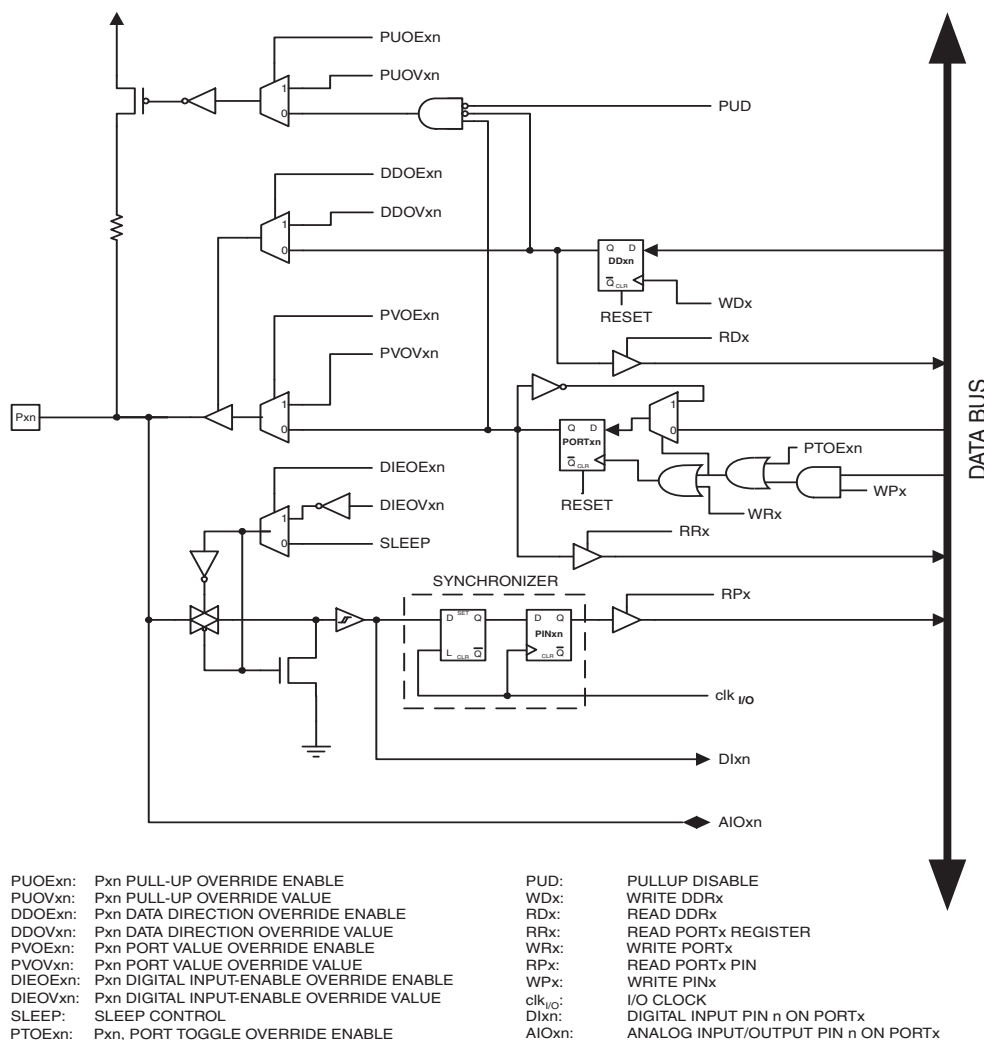 PUOExn
PUOVxn
1
0
PUD
DDOExn
DDOVxn
1
0
Q D
DDxn
Q CLR
WDx
RESET
RDx
PVOExn
PVOVxn
1
0
Pxn
1
0
Q D
PORTxn
Q CLR
RESET
PTOExn
WPx
WRx
RRx
DATA BUS
DIEOExn
DIEOVxn
1
0
SLEEP
SYNCHRONIZER
D SET Q
L CLR Q
D Q
PINxn
CLR Q
RPx
clk I/O
DIxn
AIOxn
PUOExn: Pxn PULL-UP OVERRIDE ENABLE
PUOVxn: Pxn PULL-UP OVERRIDE VALUE
DDOExn: Pxn DATA DIRECTION OVERRIDE ENABLE
DDOVxn: Pxn DATA DIRECTION OVERRIDE VALUE
PVOExn: Pxn PORT VALUE OVERRIDE ENABLE
PVOVxn: Pxn PORT VALUE OVERRIDE VALUE
DIEOExn: Pxn DIGITAL INPUT-ENABLE OVERRIDE ENABLE
DIEOVxn: Pxn DIGITAL INPUT-ENABLE OVERRIDE VALUE
SLEEP: SLEEP CONTROL
PTOExn: Pxn, PORT TOGGLE OVERRIDE ENABLE
PUD: PULLUP DISABLE
WDx: WRITE DDRx
RDx: READ DDRx
RRx: READ PORTx REGISTER
WRx: WRITE PORTx
RPx: READ PORTx PIN
WPx: WRITE PINx
clkI/O: I/O CLOCK
DIxn: DIGITAL INPUT PIN n ON PORTx
AIOxn: ANALOG INPUT/OUTPUT PIN n ON PORTx